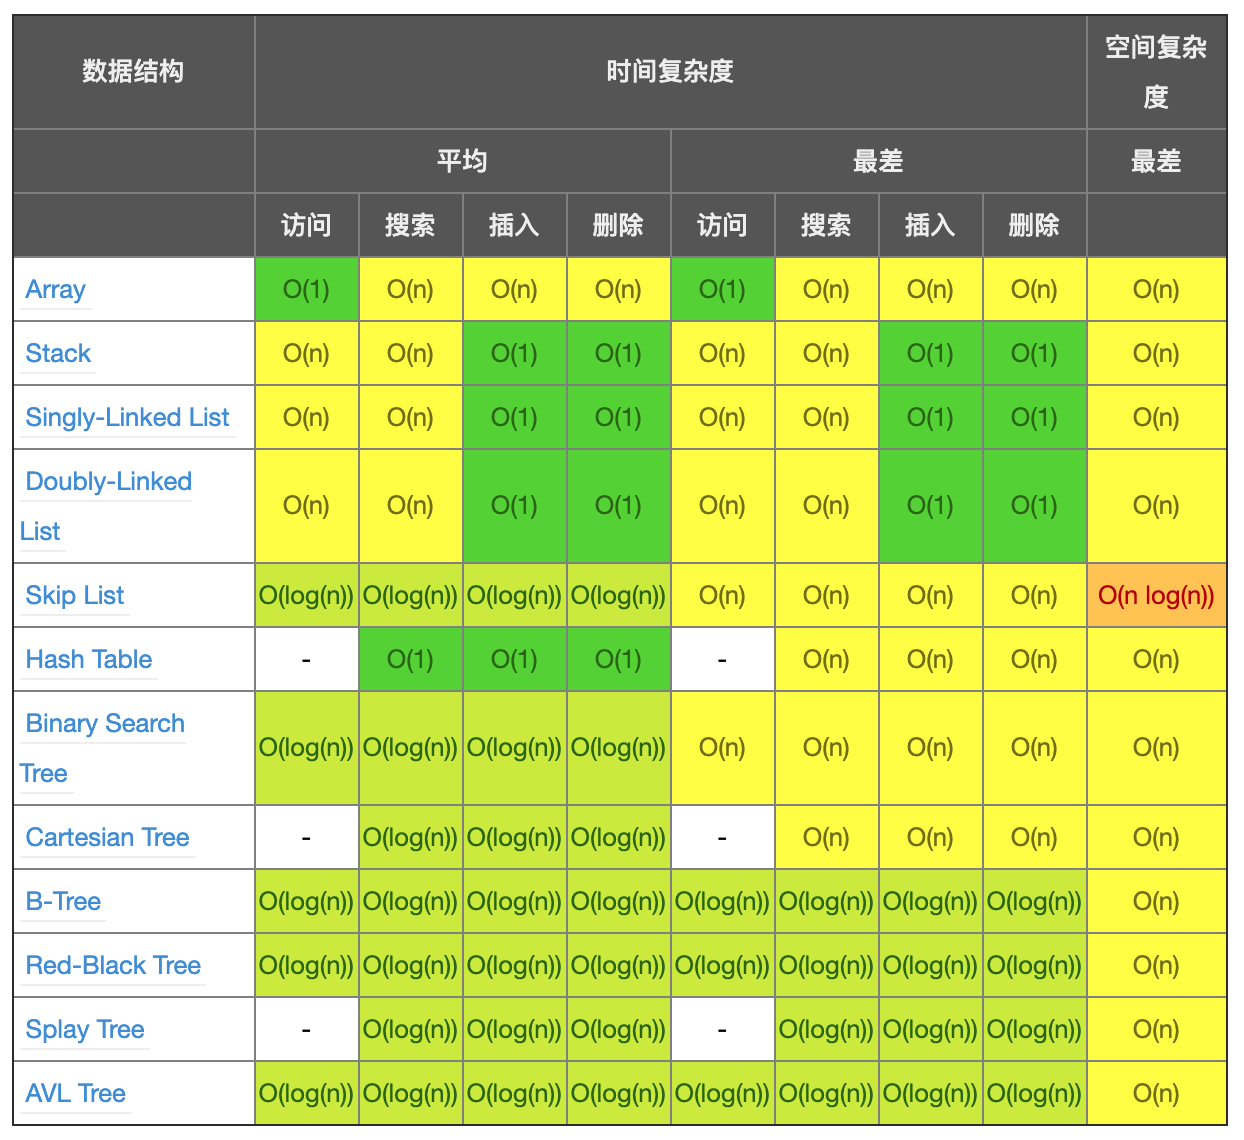 数据结构 时间复杂度 空间复杂
度
平均 最差 最差
访问 搜索 插入 删除 访问 搜索 插入 删除
Array O(1) O(n) O(n) O(n) O(1) O(n) O(n) O(n) O(n)
Stack O(n) O(n) O(1) O(1) O(n) O(n) O(1) O(1) O(n)
Singly-Linked List O(n) O(n) O(1) O(1) O(n) O(n) O(1) O(1) O(n)
Doubly-Linked
List O(n) O(n) O(1) O(1) O(n) O(n) O(1) O(1) O(n)
Skip List O(log(n)) O(log(n)) O(log(n)) O(log(n)) O(n) O(n) O(n) O(n) O(n log(n))
Hash Table - O(1) O(1) O(1) - O(n) O(n) O(n) O(n)
Binary Search
Tree O(log(n)) O(log(n)) O(log(n)) O(log(n)) O(n) O(n) O(n) O(n) O(n)
Cartesian Tree - O(log(n)) O(log(n)) O(log(n)) - O(n) O(n) O(n) O(n)
B-Tree O(log(n)) O(log(n)) O(log(n)) O(log(n)) O(log(n)) O(log(n)) O(log(n)) O(log(n)) O(n)
Red-Black Tree O(log(n)) O(log(n)) O(log(n)) O(log(n)) O(log(n)) O(log(n)) O(log(n)) O(log(n)) O(n)
Splay Tree - O(log(n)) O(log(n)) O(log(n)) - O(log(n)) O(log(n)) O(log(n)) O(n)
AVL Tree O(log(n)) O(log(n)) O(log(n)) O(log(n)) O(log(n)) O(log(n)) O(log(n)) O(log(n)) O(n)